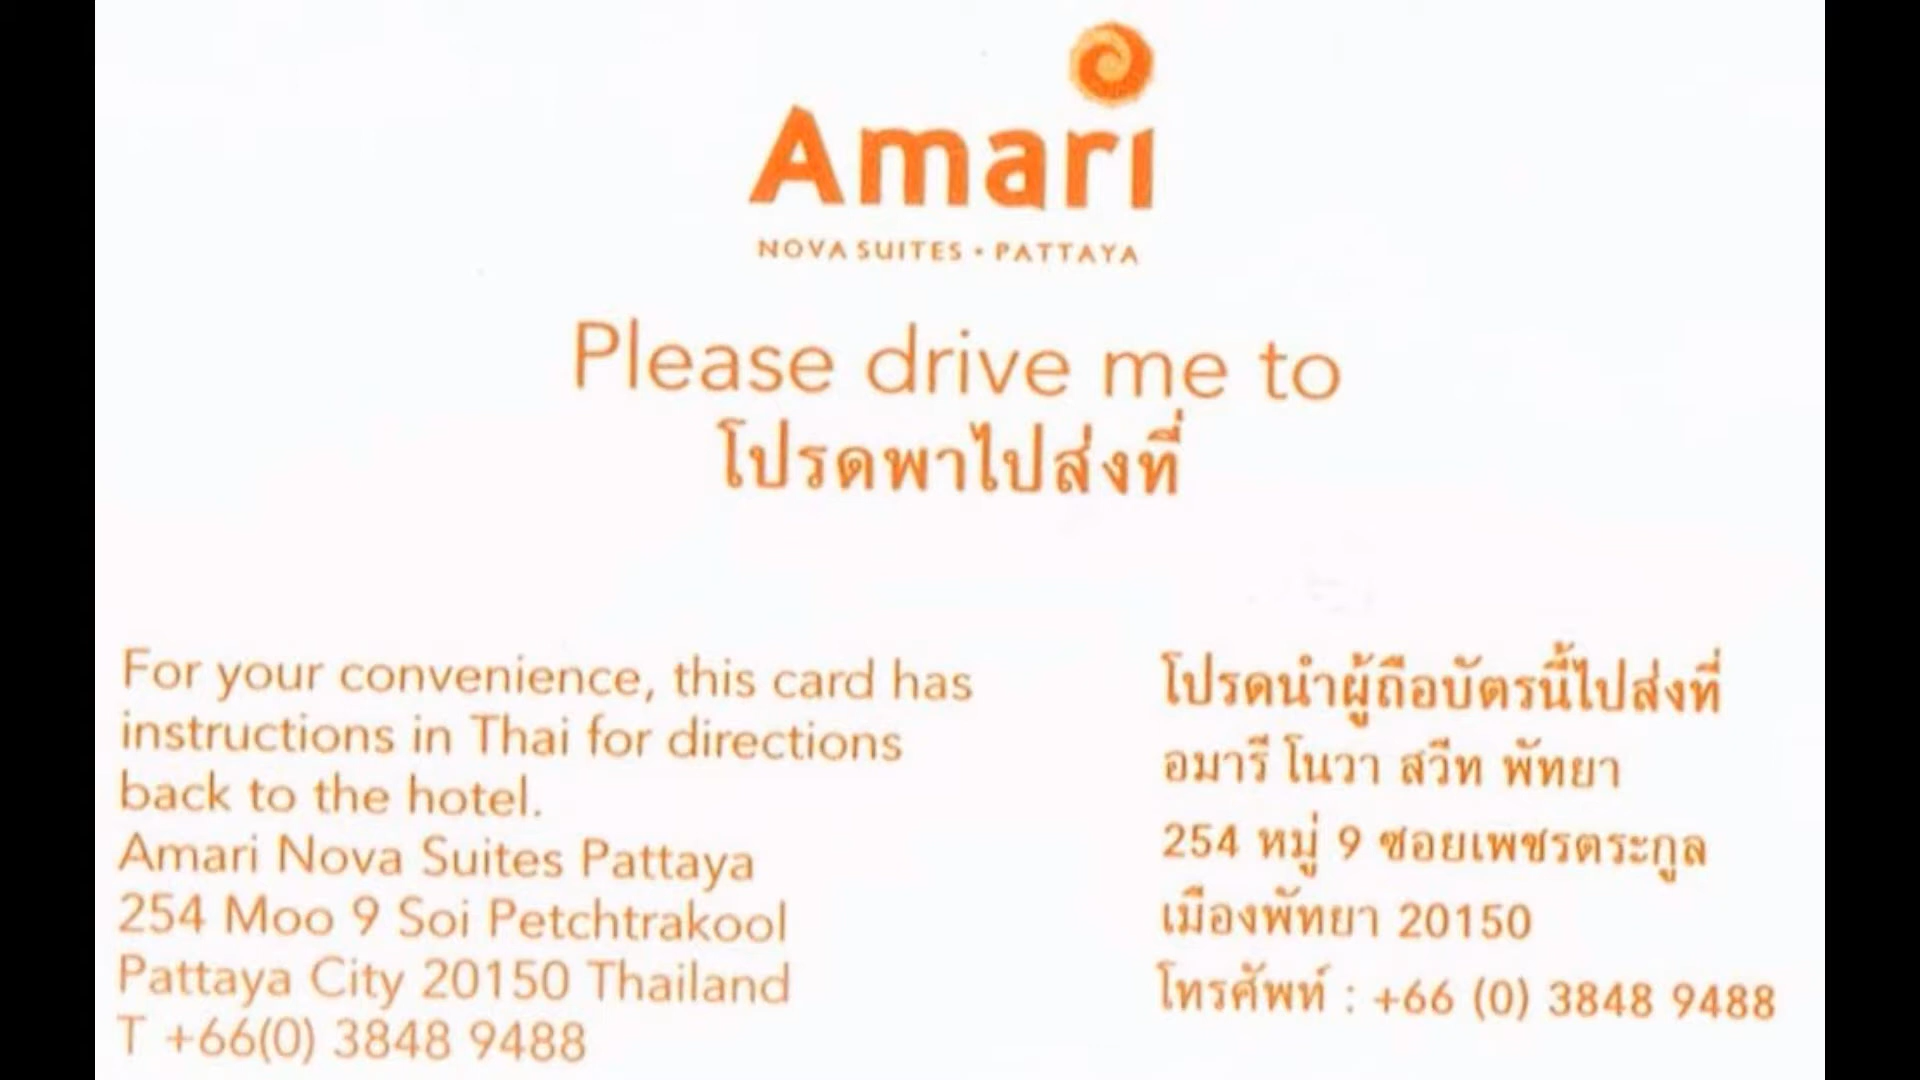 Amari
NOVA SUITES • PATTAYA
Please drive me to
โปรดพาไปส่งที่
For your convenience, this card has
instructions in Thai for directions
back to the hotel.
Amari Nova Suites Pattaya
254 Moo 9 Soi Petchtrakool
Pattaya City 20150 Thailand
T +66(0) 3848 9488
โปรดนำผู้ถือบัตรนี้ไปส่งที่
อมารี โนวา สวีท พัทยา
254 หมู่ 9 ซอยเพชรตระกูล
เมืองพัทยา 20150
โทรศัพท์ : +66 (0) 3848 9488